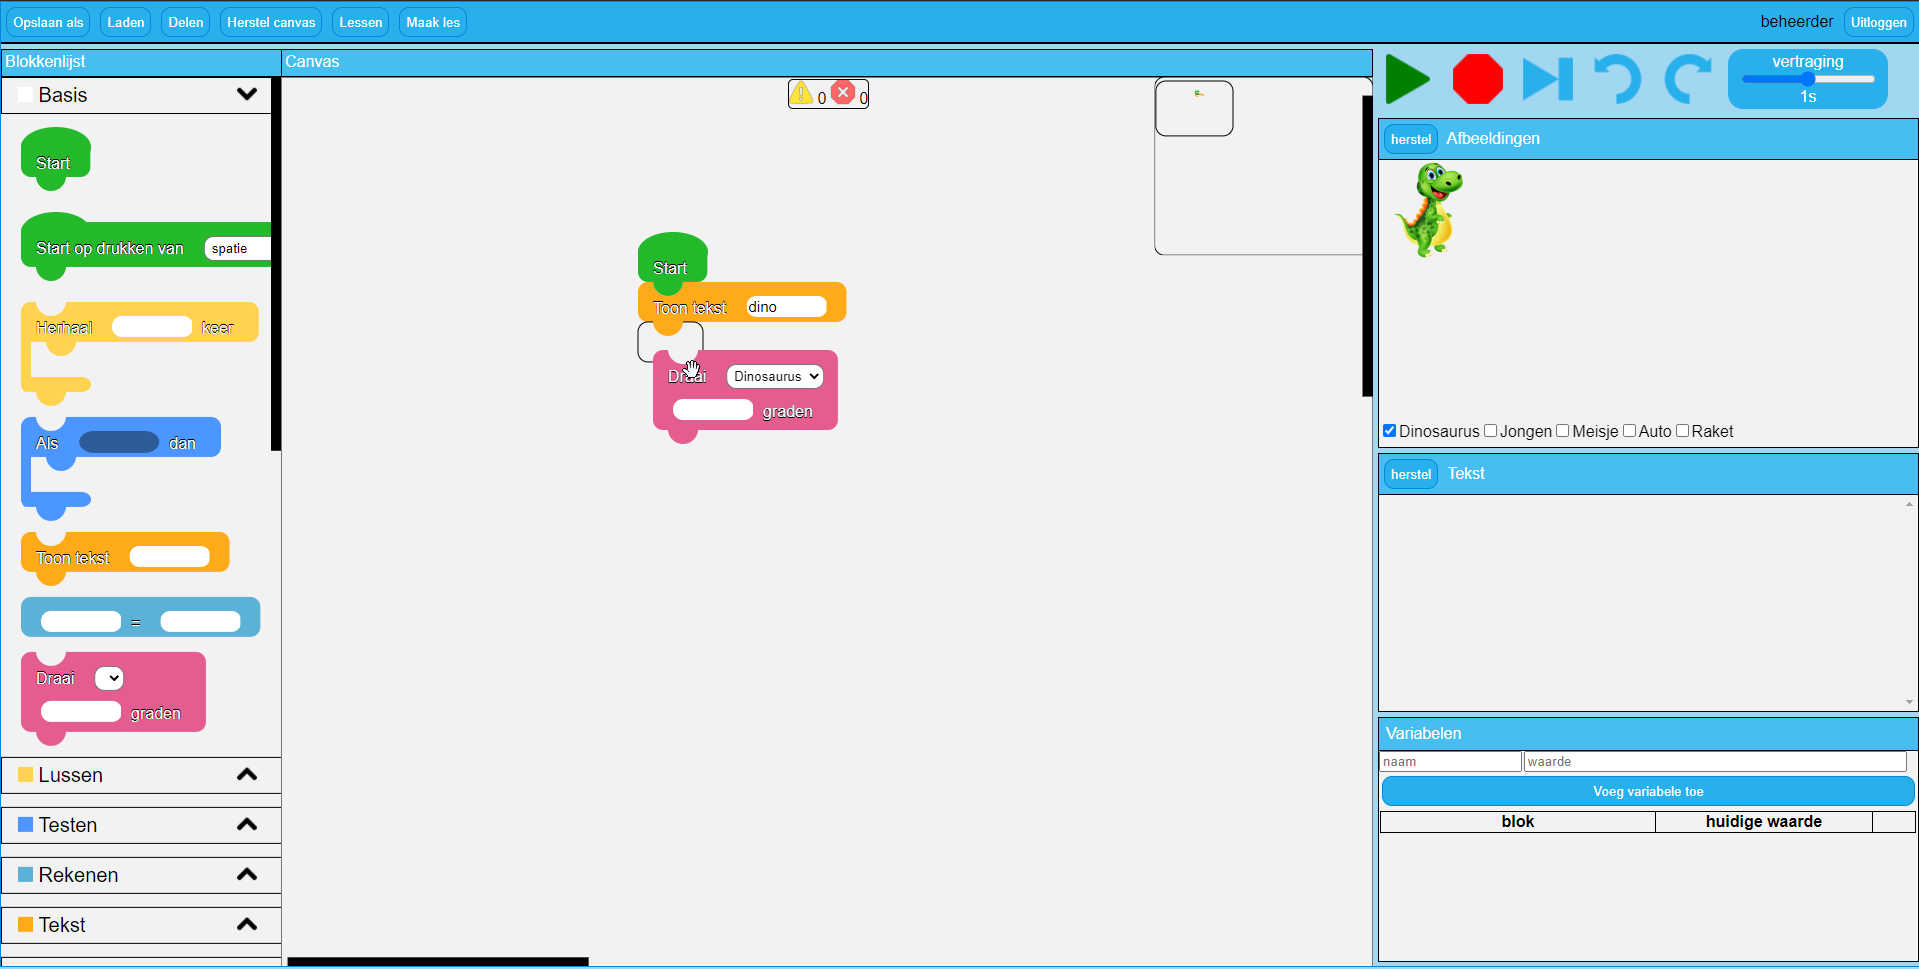 Opslaan als Laden Delen Herstel canvas Lessen Maak les beheerder Uitloggen
Blokkenlijst
Basis
Start
Start op drukken van spatie
Herhaal keer
Als dan
Toon tekst
=
Draai
graden
Lussen
Testen
Rekenen
Tekst
Canvas
0 0
Start
Toon tekst dino
Draai Dinosaurus
graden
vertraging
1s
herstel Afbeeldingen
Dinosaurus Jongen Meisje Auto Raket
herstel Tekst
Variabelen
naam waarde
Voeg variabele toe
blok huidige waarde